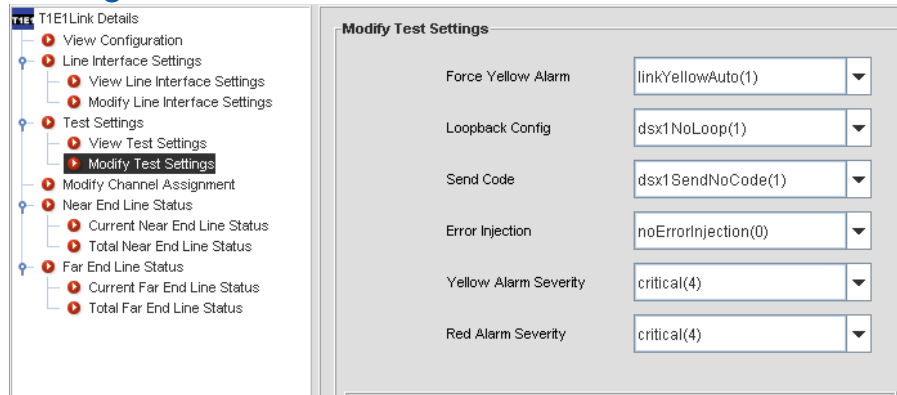 T1E1 T1E1Link Details
View Configuration
Line Interface Settings
View Line Interface Settings
Modify Line Interface Settings
Test Settings
View Test Settings
Modify Test Settings
Modify Channel Assignment
Near End Line Status
Current Near End Line Status
Total Near End Line Status
Far End Line Status
Current Far End Line Status
Total Far End Line Status
Modify Test Settings
Force Yellow Alarm linkYellowAuto(1)
Loopback Config dsx1NoLoop(1)
Send Code dsx1SendNoCode(1)
Error Injection noErrorInjection(0)
Yellow Alarm Severity critical(4)
Red Alarm Severity critical(4)